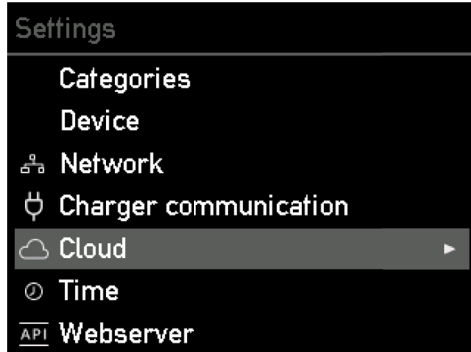 Settings
Categories
Device
Network
Charger communication
Cloud
Time
API Webserver